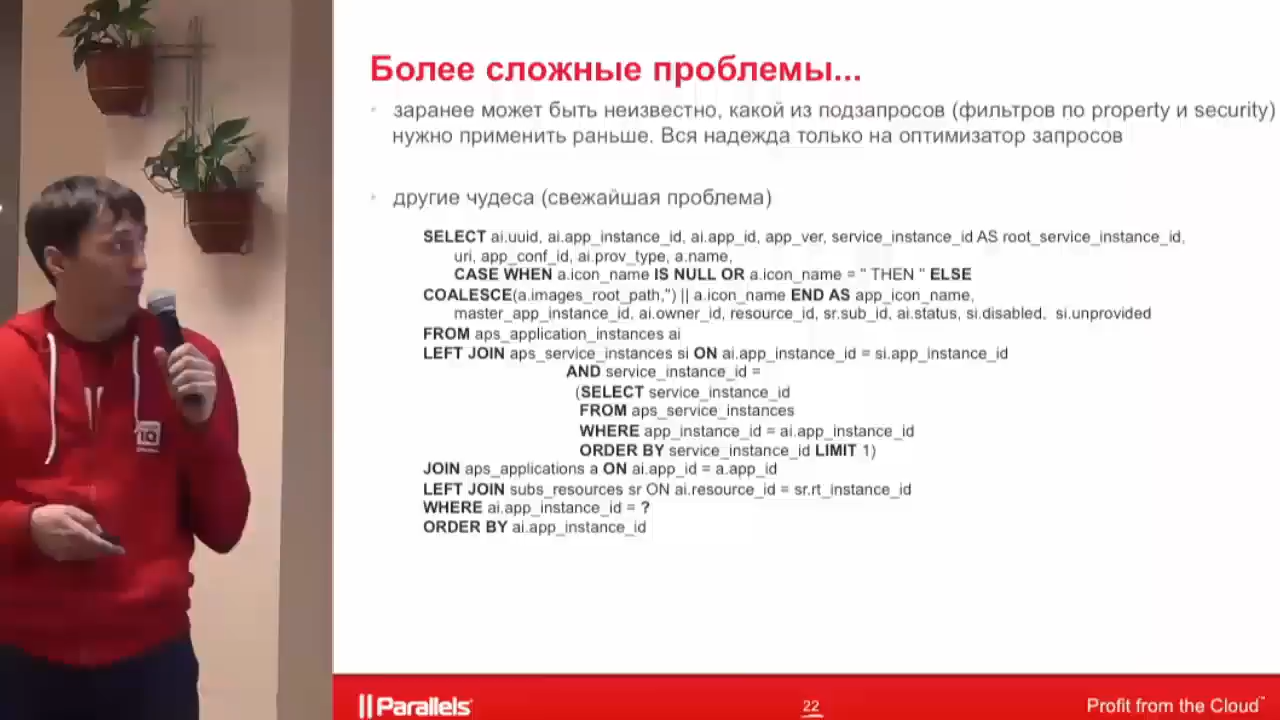 Более сложные проблемы...
заранее может быть неизвестно, какой из подзапросов (фильтров по property и security)
нужно применить раньше. Вся надежда только на оптимизатор запросов
другие чудеса (свежайшая проблема)
SELECT ai.uuid, ai.app_instance_id, ai.app_id, app_ver, service_instance_id AS root_service_instance_id,
uri, app_conf_id, ai.prov_type, a.name,
CASE WHEN a.icon_name IS NULL OR a.icon_name = '' THEN '' ELSE
COALESCE(a.images_root_path,'') || a.icon_name END AS app_icon_name,
master_app_instance_id, ai.owner_id, resource_id, sr.sub_id, ai.status, si.disabled, si.unprovided
FROM aps_application_instances ai
LEFT JOIN aps_service_instances si ON ai.app_instance_id = si.app_instance_id
AND service_instance_id =
(SELECT service_instance_id
FROM aps_service_instances
WHERE app_instance_id = ai.app_instance_id
ORDER BY service_instance_id LIMIT 1)
JOIN aps_applications a ON ai.app_id = a.app_id
LEFT JOIN subs_resources sr ON ai.resource_id = sr.rt_instance_id
WHERE ai.app_instance_id = ?
ORDER BY ai.app_instance_id
IQ
Parallels
22
Profit from the Cloud™